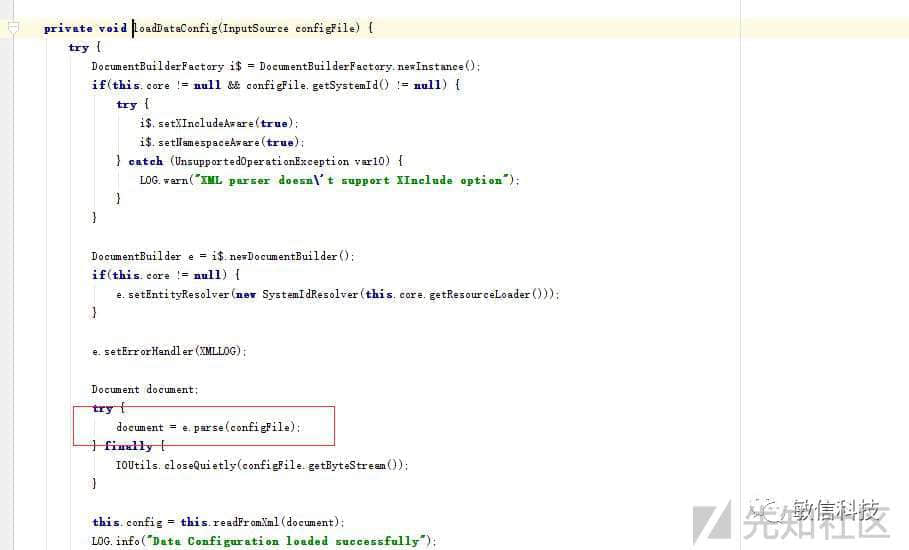 private void loadDataConfig(InputSource configFile) {
try {
DocumentBuilderFactory i$ = DocumentBuilderFactory.newInstance();
if(this.core != null && configFile.getSystemId() != null) {
try {
i$.setXIncludeAware(true);
i$.setNamespaceAware(true);
} catch (UnsupportedOperationException var10) {
LOG.warn("XML parser doesn\'t support XInclude option");
}
}
DocumentBuilder e = i$.newDocumentBuilder();
if(this.core != null) {
e.setEntityResolver(new SystemIdResolver(this.core.getResourceLoader()));
}
e.setErrorHandler(XMLLOG);
Document document;
try {
document = e.parse(configFile);
} finally {
IOUtils.closeQuietly(configFile.getByteStream());
}
this.config = this.readFromXml(document);
LOG.info("Data Configuration loaded successfully");
敏信科技
先知社区